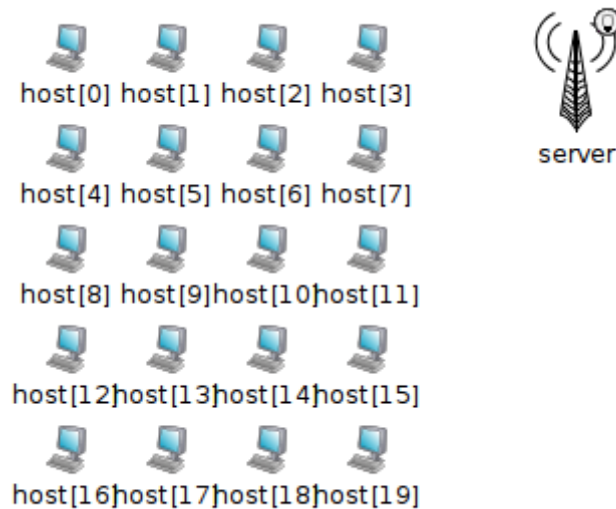 host[0] host[1] host[2] host[3]
server
host[4] host[5] host[6] host[7]
host[8] host[9] host[10] host[11]
host[12] host[13] host[14] host[15]
host[16] host[17] host[18] host[19]